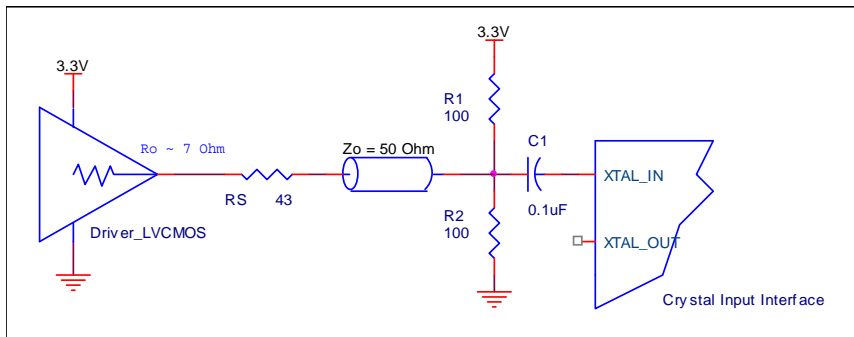 3.3V
3.3V
R1
100
Ro ~ 7 Ohm
Zo = 50 Ohm
C1
XTAL_IN
RS 43
0.1uF
R2
100
XTAL_OUT
Driver_LVCMOS
Crystal Input Interface